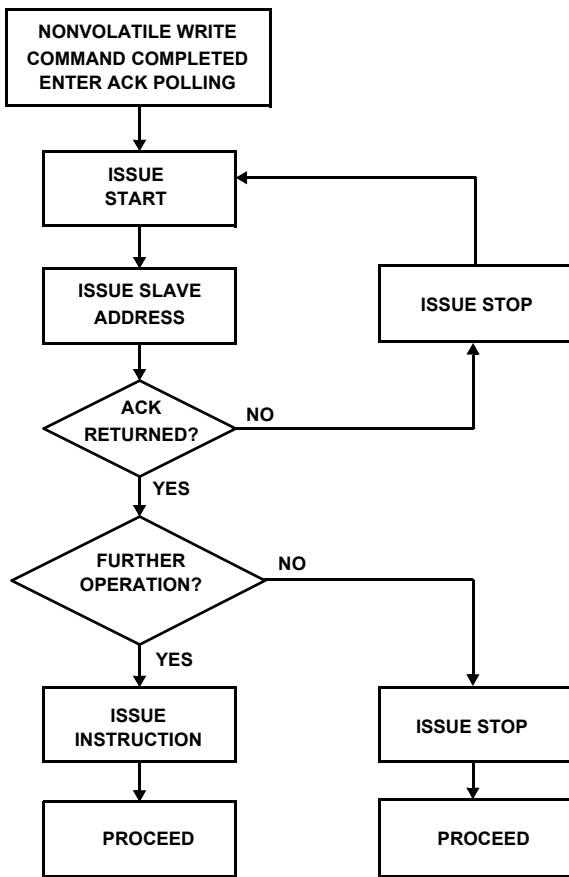 NONVOLATILE WRITE
COMMAND COMPLETED
ENTER ACK POLLING
ISSUE
START
ISSUE SLAVE
ADDRESS
ISSUE STOP
ACK
RETURNED?
NO
YES
FURTHER
OPERATION?
NO
YES
ISSUE
INSTRUCTION
ISSUE STOP
PROCEED
PROCEED